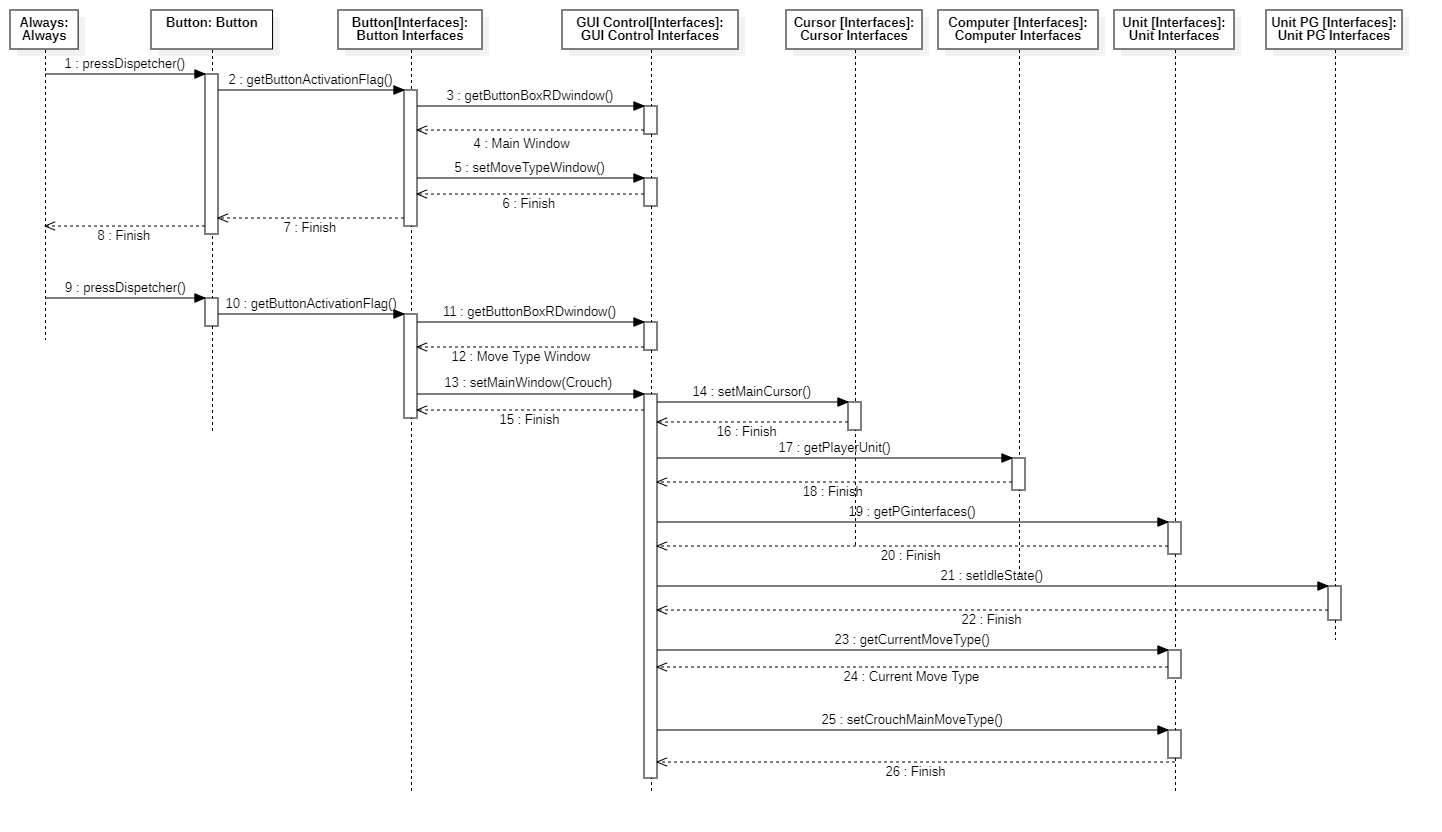 Always:
Always
Button: Button
Button[Interfaces]:
Button Interfaces
GUI Control[Interfaces]:
GUI Control Interfaces
Cursor [Interfaces]:
Cursor Interfaces
Computer [Interfaces]:
Computer Interfaces
Unit [Interfaces]:
Unit Interfaces
Unit PG [Interfaces]:
Unit PG Interfaces
1 : pressDispetcher()
2 : getButtonActivationFlag()
3 : getButtonBoxRDwindow()
4 : Main Window
5 : setMoveTypeWindow()
6 : Finish
7 : Finish
8 : Finish
9 : pressDispetcher()
10 : getButtonActivationFlag()
11 : getButtonBoxRDwindow()
12 : Move Type Window
13 : setMainWindow(Crouch)
14 : setMainCursor()
15 : Finish
16 : Finish
17 : getPlayerUnit()
18 : Finish
19 : getPGinterfaces()
20 : Finish
21 : setIdleState()
22 : Finish
23 : getCurrentMoveType()
24 : Current Move Type
25 : setCrouchMainMoveType()
26 : Finish